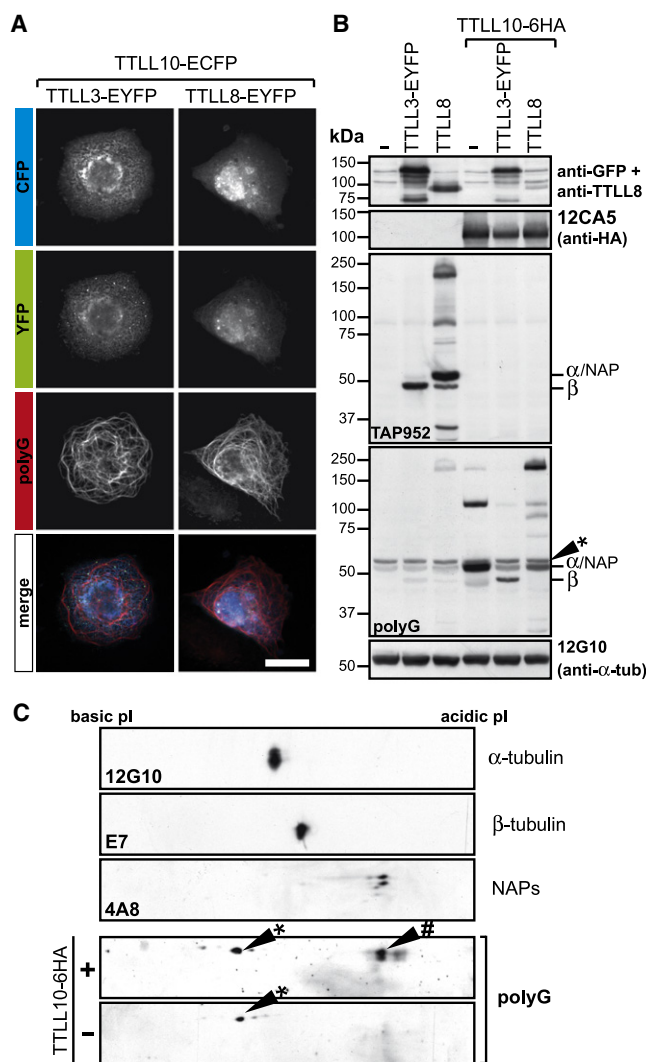 A
TTLL10-ECFP
TTLL3-EYFP TTLL8-EYFP
CFP
YFP
polyG
merge
B
TTLL10-6HA
- TTLL3-EYFP TTLL8 - TTLL3-EYFP TTLL8
kDa
150
100
75
anti-GFP +
anti-TTLL8
150
100
12CA5
(anti-HA)
250
150
100
75
50
37
α/NAP
β
TAP952
250
150
100
75
50
37
*
α/NAP
β
polyG
50
12G10
(anti-α-tub)
C
basic pI acidic pI
12G10 α-tubulin
E7 β-tubulin
4A8 NAPs
TTLL10-6HA
+ * #
- *
polyG